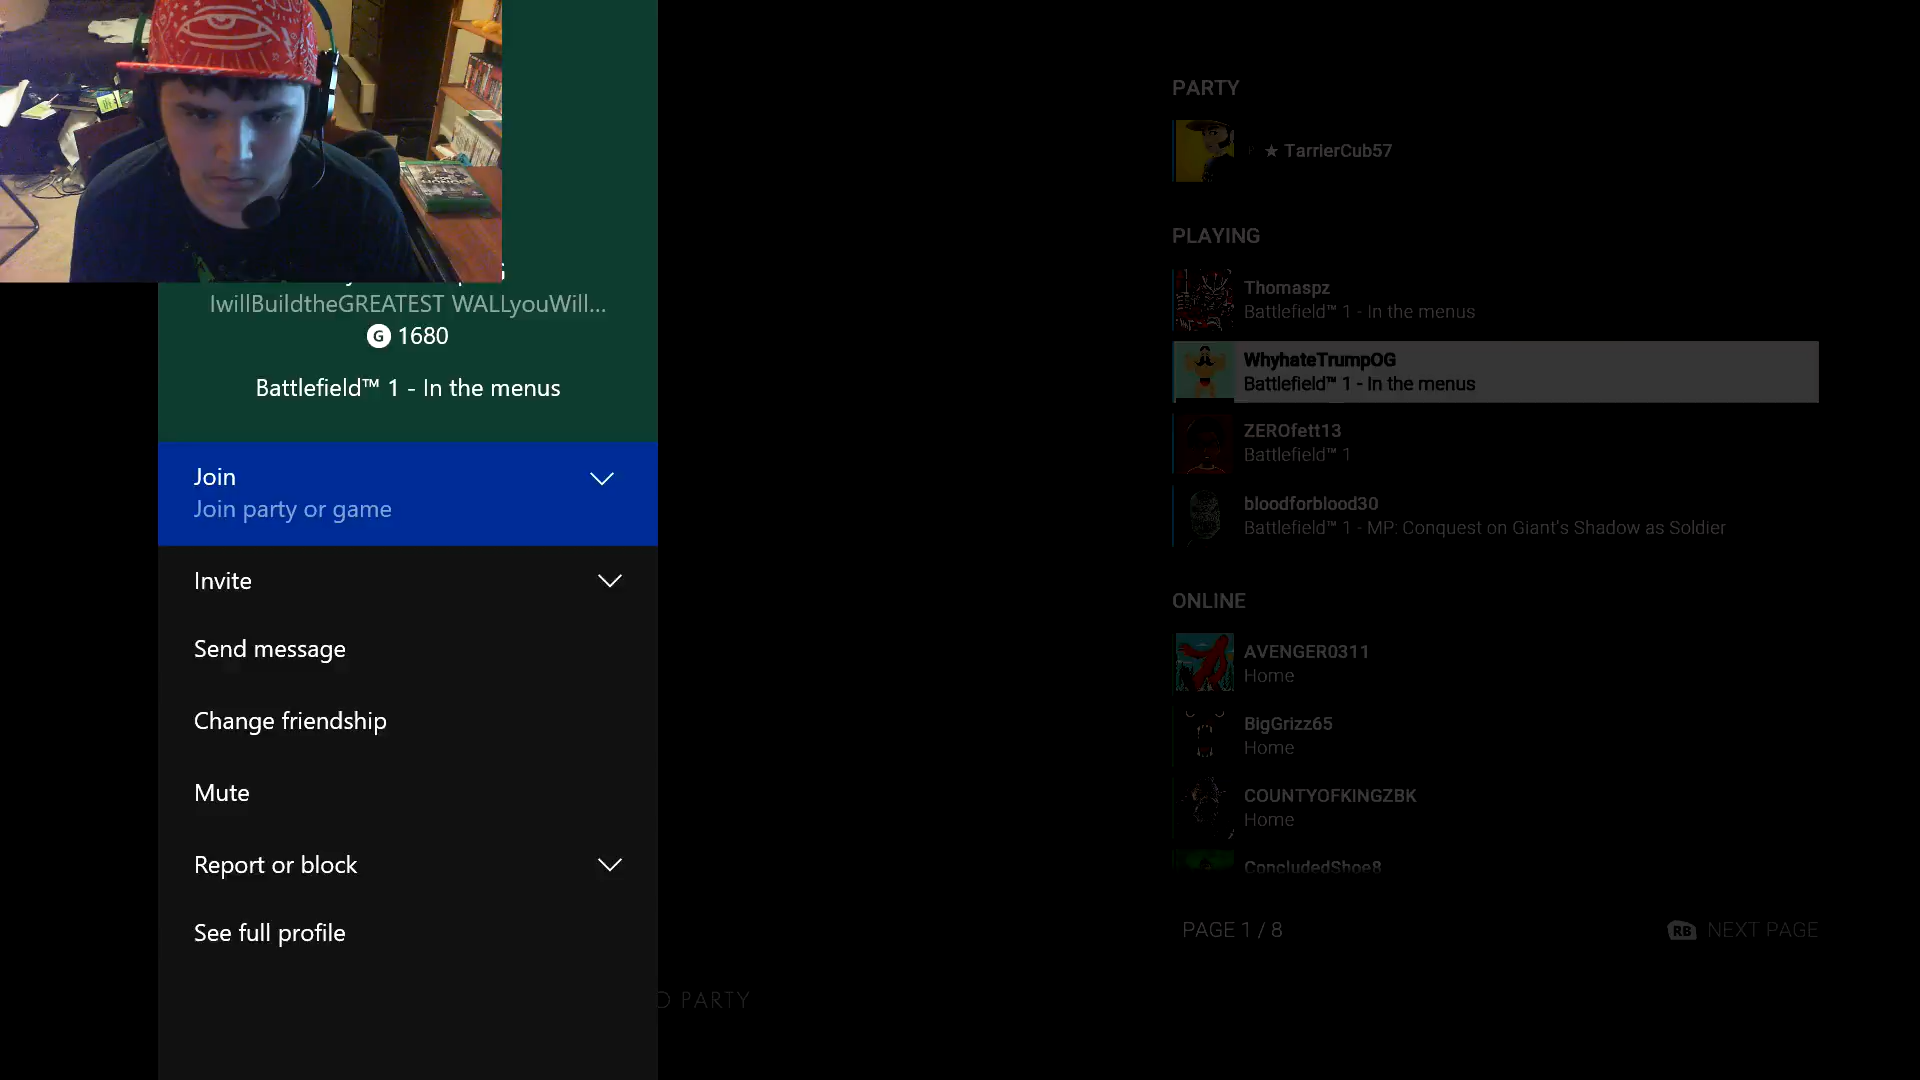 IwillBuildtheGREATEST WALLyouWill...
G 1680
Battlefield™ 1 - In the menus
Join
Join party or game
Invite
Send message
Change friendship
Mute
Report or block
See full profile
O PARTY
PARTY
★ TarrierCub57
PLAYING
Thomaspz
Battlefield™ 1 - In the menus
WhyhateTrumpOG
Battlefield™ 1 - In the menus
ZEROfett13
Battlefield™ 1
bloodforblood30
Battlefield™ 1 - MP: Conquest on Giant's Shadow as Soldier
ONLINE
AVENGER0311
Home
BigGrizz65
Home
COUNTYOFKINGZBK
Home
ConcludedShoe8
PAGE 1 / 8
RB NEXT PAGE